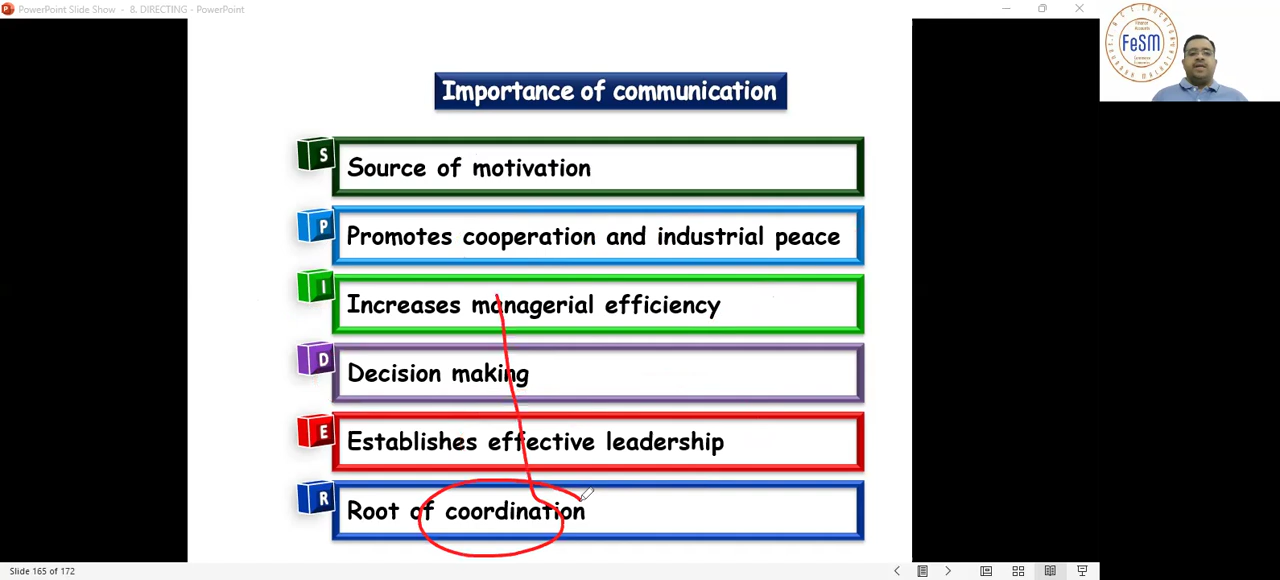 PowerPoint Slide Show - 8. DIRECTING - PowerPoint
FeSM
Importance of communication
S Source of motivation
P Promotes cooperation and industrial peace
I Increases managerial efficiency
D Decision making
E Establishes effective leadership
R Root of coordination
Slide 165 of 172